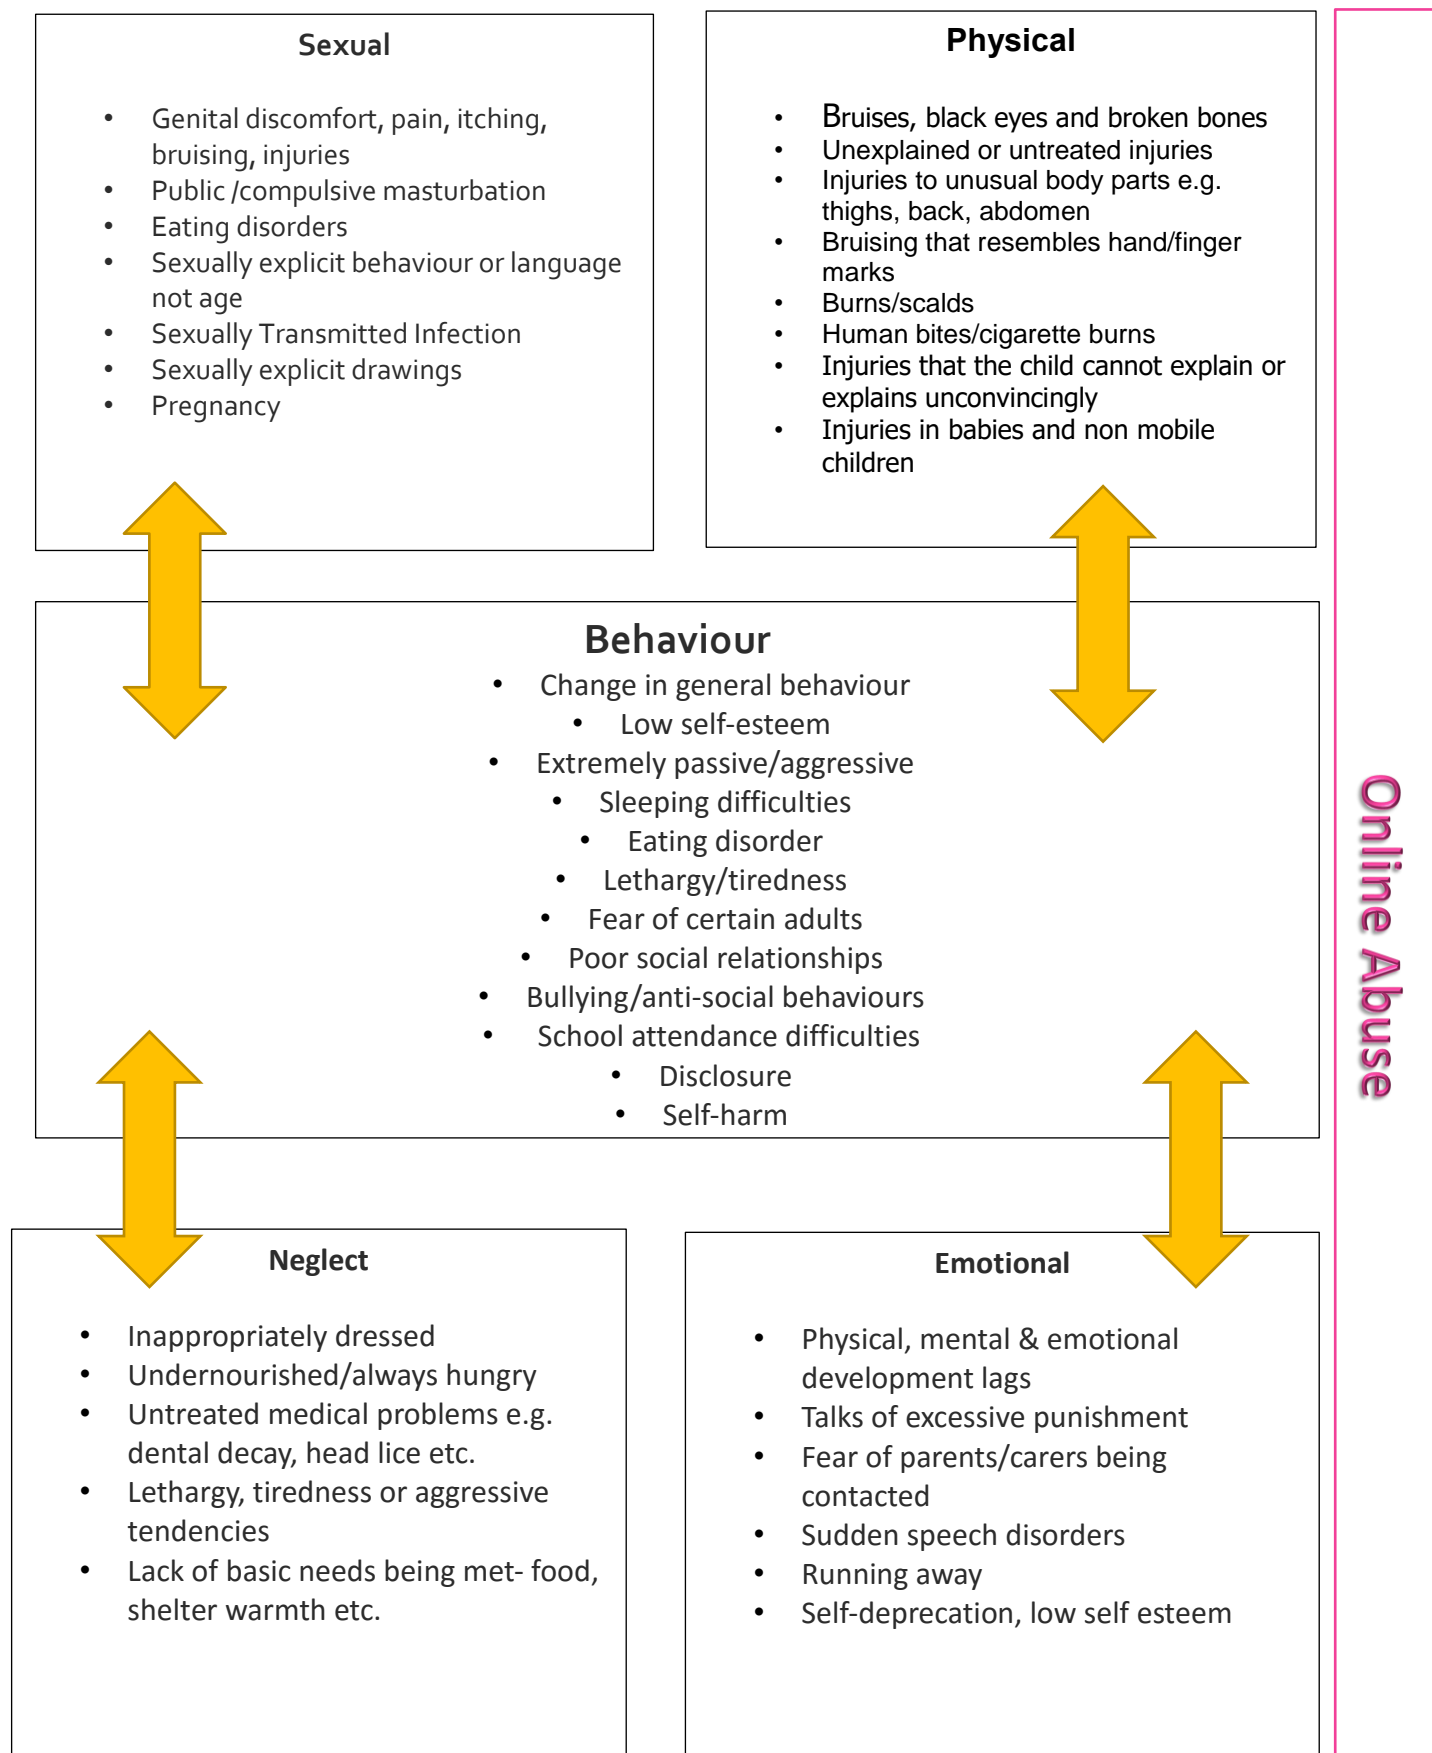 Sexual
• Genital discomfort, pain, itching,
bruising, injuries
• Public /compulsive masturbation
• Eating disorders
• Sexually explicit behaviour or language
not age
• Sexually Transmitted Infection
• Sexually explicit drawings
• Pregnancy
Physical
• Bruises, black eyes and broken bones
• Unexplained or untreated injuries
• Injuries to unusual body parts e.g.
thighs, back, abdomen
• Bruising that resembles hand/finger
marks
• Burns/scalds
• Human bites/cigarette burns
• Injuries that the child cannot explain or
explains unconvincingly
• Injuries in babies and non mobile
children
Behaviour
• Change in general behaviour
• Low self-esteem
• Extremely passive/aggressive
• Sleeping difficulties
• Eating disorder
• Lethargy/tiredness
• Fear of certain adults
• Poor social relationships
• Bullying/anti-social behaviours
• School attendance difficulties
• Disclosure
• Self-harm
Neglect
• Inappropriately dressed
• Undernourished/always hungry
• Untreated medical problems e.g.
dental decay, head lice etc.
• Lethargy, tiredness or aggressive
tendencies
• Lack of basic needs being met- food,
shelter warmth etc.
Emotional
• Physical, mental & emotional
development lags
• Talks of excessive punishment
• Fear of parents/carers being
contacted
• Sudden speech disorders
• Running away
• Self-deprecation, low self esteem
Online Abuse